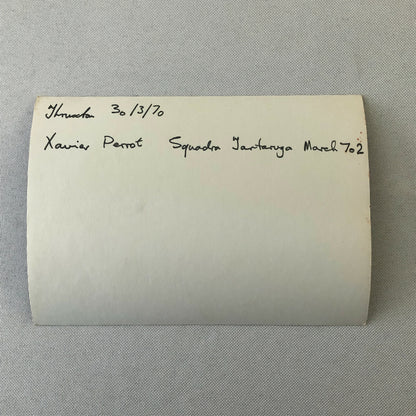 Thruxton 30/3/70
Xavier Perrot Squadra Tartaruga March 702